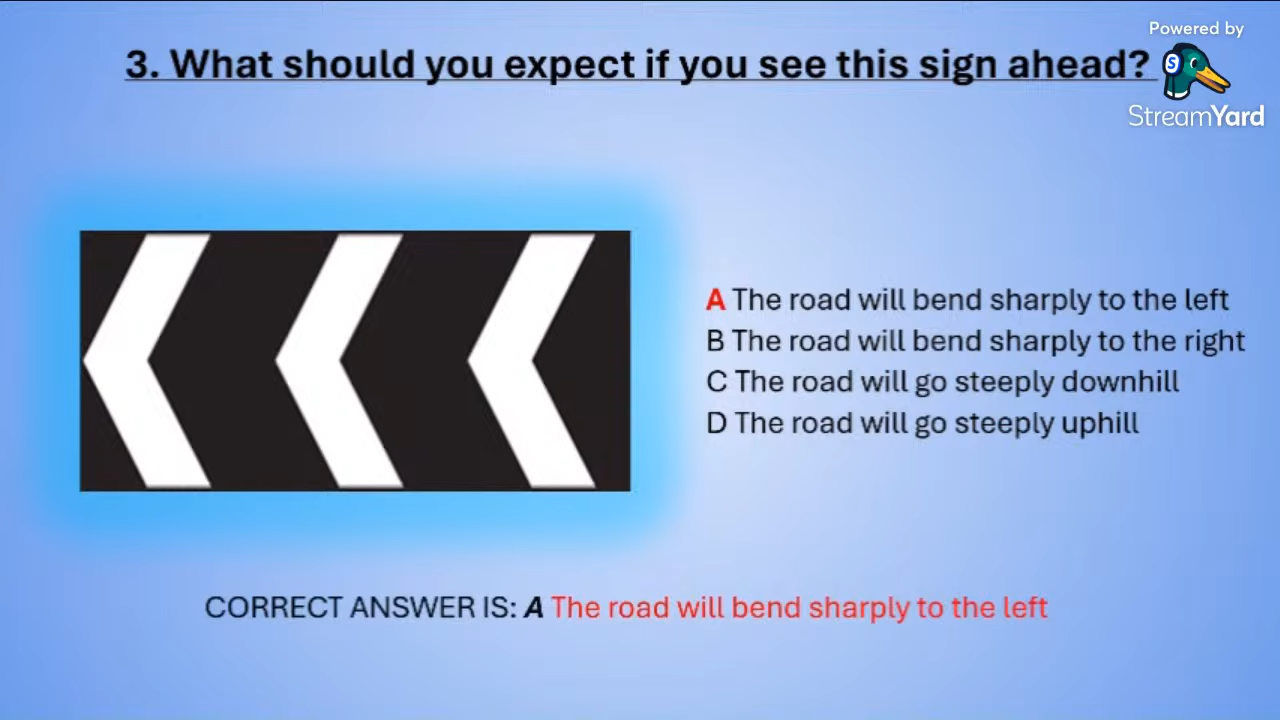 Powered by
3. What should you expect if you see this sign ahead?
S
StreamYard
A The road will bend sharply to the left
B The road will bend sharply to the right
C The road will go steeply downhill
D The road will go steeply uphill
CORRECT ANSWER IS: A The road will bend sharply to the left